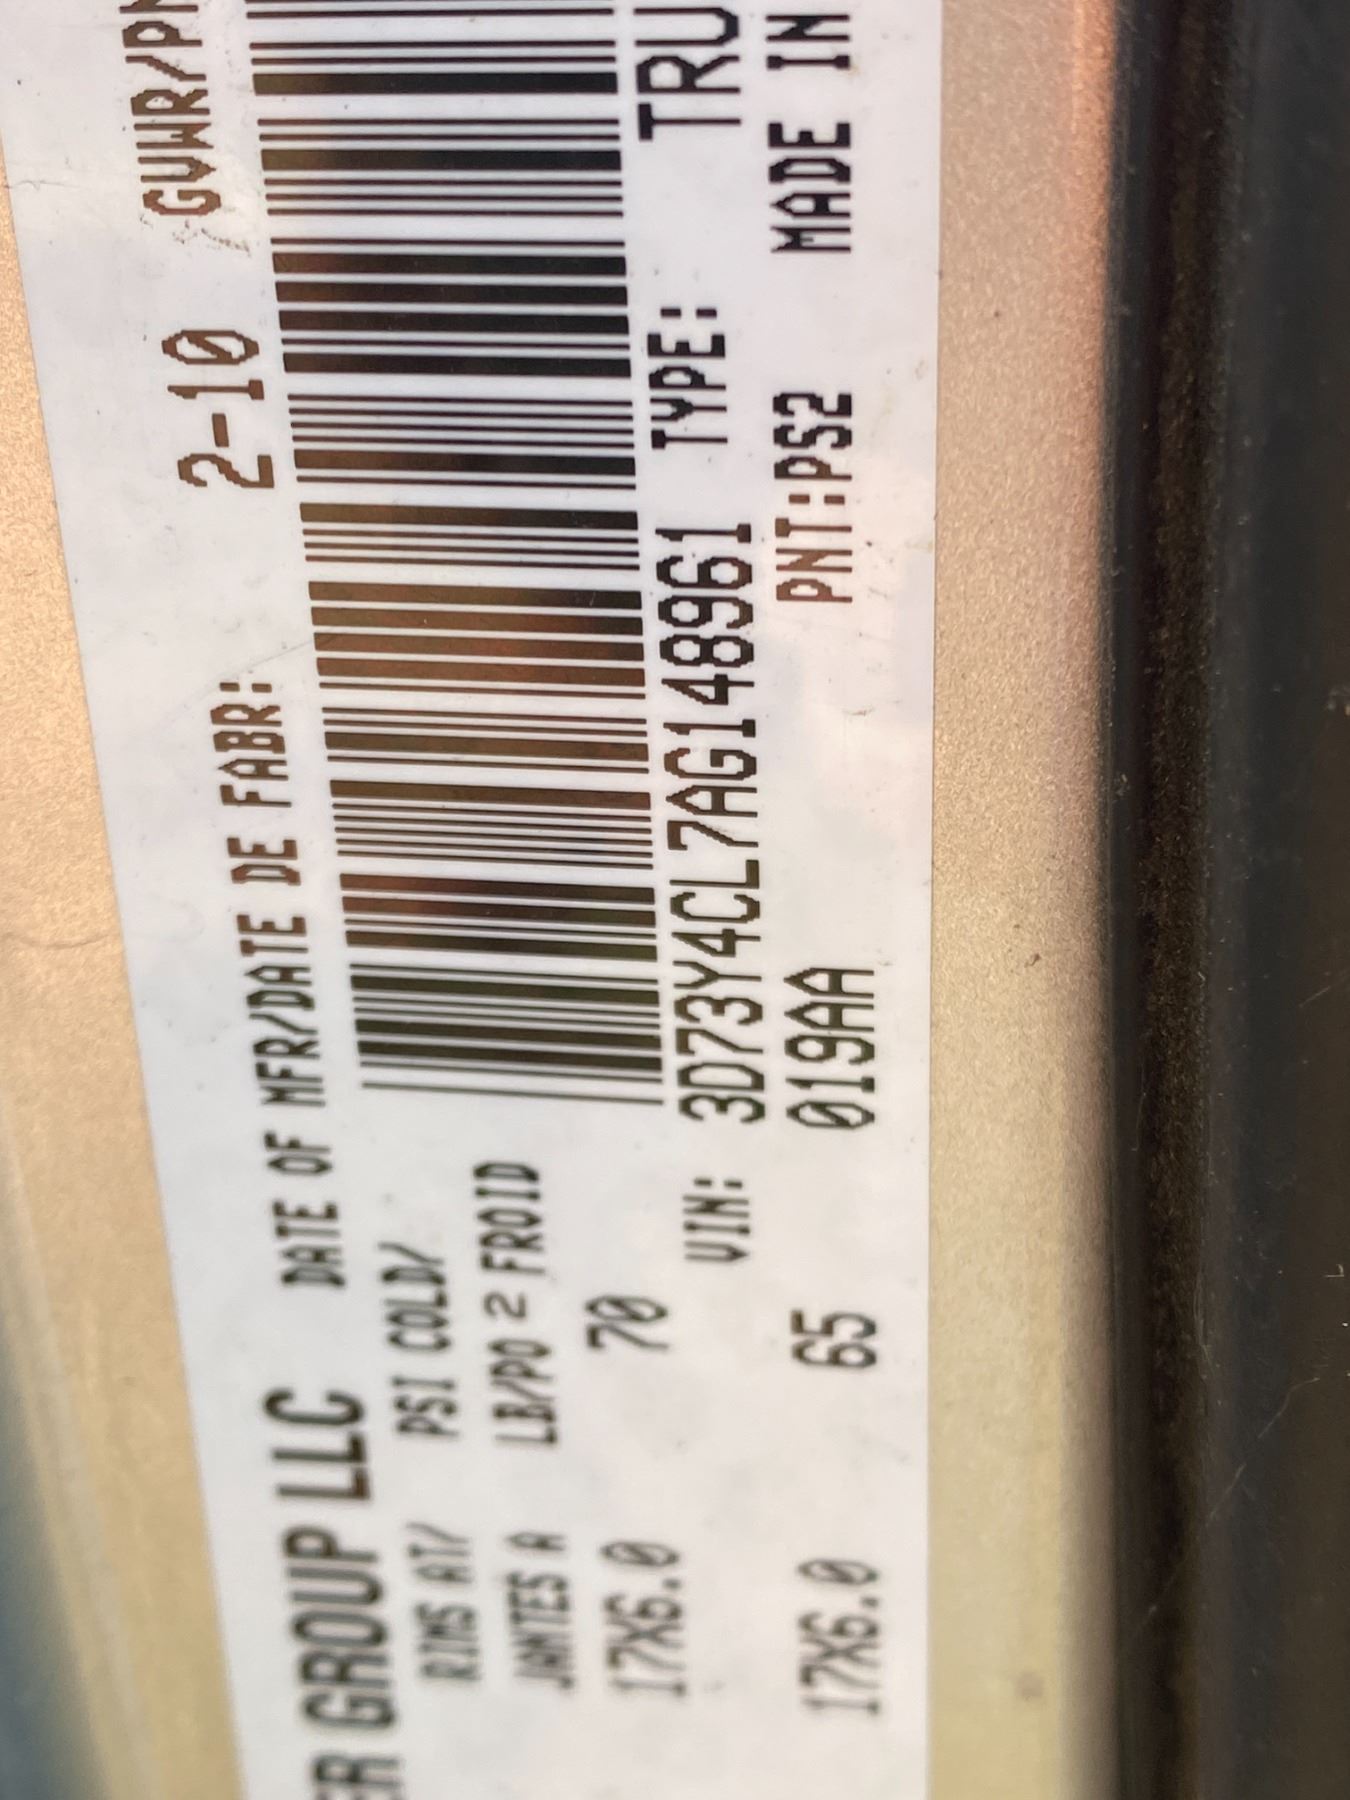 ER GROUP LLC DATE OF MFR/DATE DE FABR: 2-10 GVWR/PN
RIMS AT/ PSI COLD/
JANTES A LB/PO 2 FROID
17X6.0 70
VIN: 3D73Y4CL7AG148961 TYPE: TRU
17X6.0 65 019AA PNT:PS2 MADE IN